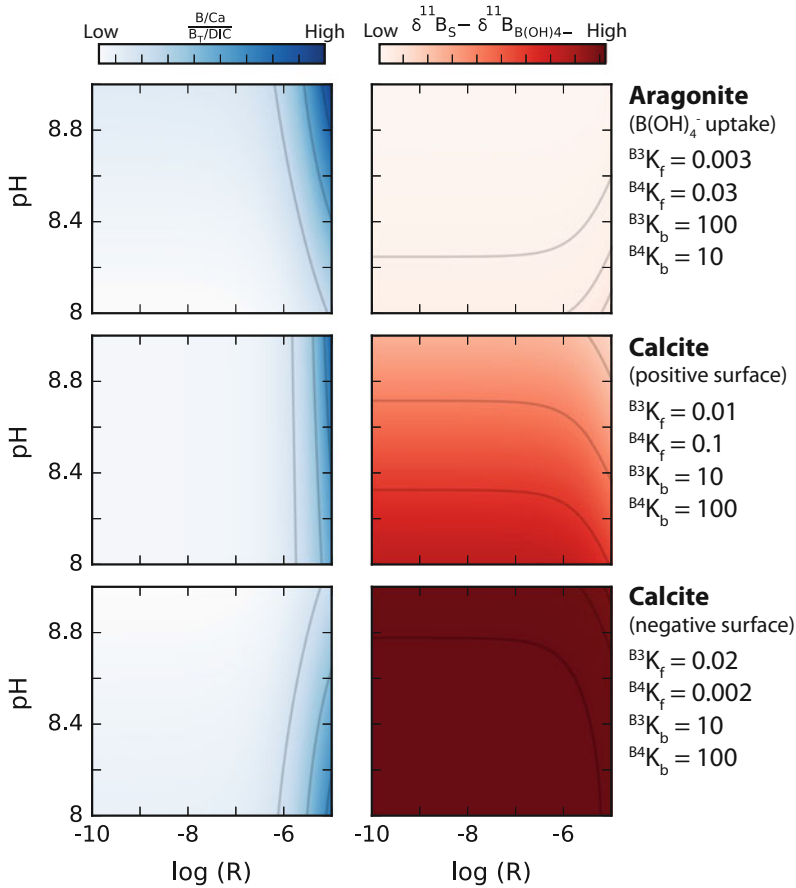 Low B/Ca High
B_T/DIC
Low δ¹¹B_S − δ¹¹B_B(OH)4− High
8.8
8.4
8
pH
Aragonite
(B(OH)₄⁻ uptake)
ᴮ³K_f = 0.003
ᴮ⁴K_f = 0.03
ᴮ³K_b = 100
ᴮ⁴K_b = 10
8.8
8.4
8
pH
Calcite
(positive surface)
ᴮ³K_f = 0.01
ᴮ⁴K_f = 0.1
ᴮ³K_b = 10
ᴮ⁴K_b = 100
8.8
8.4
8
pH
Calcite
(negative surface)
ᴮ³K_f = 0.02
ᴮ⁴K_f = 0.002
ᴮ³K_b = 10
ᴮ⁴K_b = 100
-10 -8 -6
log (R)
-10 -8 -6
log (R)